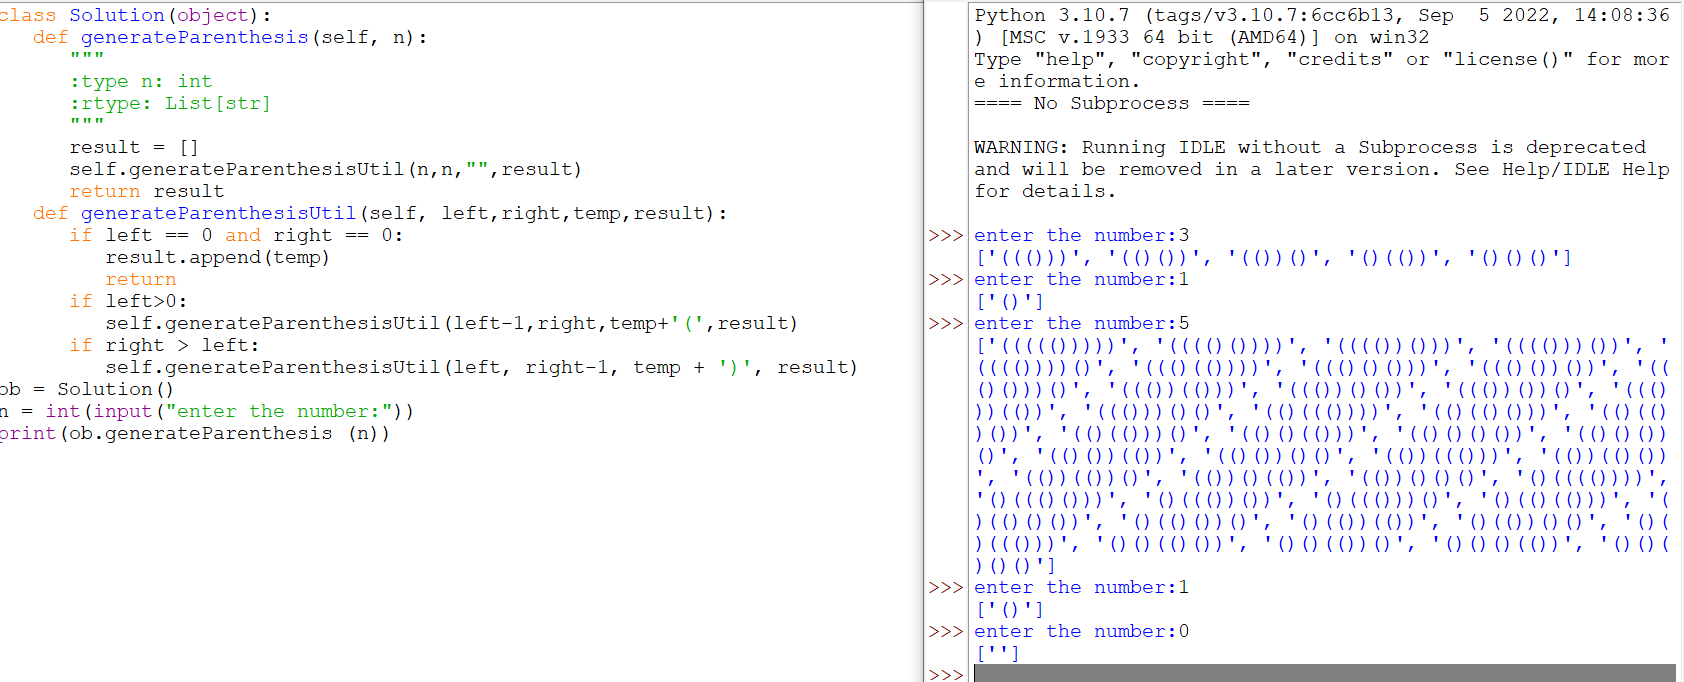 class Solution(object):
   def generateParenthesis(self, n):
      """
      :type n: int
      :rtype: List[str]
      """
      result = []
      self.generateParenthesisUtil(n,n,"",result)
      return result
   def generateParenthesisUtil(self, left,right,temp,result):
      if left == 0 and right == 0:
         result.append(temp)
         return
      if left>0:
         self.generateParenthesisUtil(left-1,right,temp+'(',result)
      if right > left:
         self.generateParenthesisUtil(left, right-1, temp + ')', result)
ob = Solution()
n = int(input("enter the number:"))
print(ob.generateParenthesis (n))
Python 3.10.7 (tags/v3.10.7:6cc6b13, Sep  5 2022, 14:08:36
) [MSC v.1933 64 bit (AMD64)] on win32
Type "help", "copyright", "credits" or "license()" for mor
e information.
==== No Subprocess ====
WARNING: Running IDLE without a Subprocess is deprecated
and will be removed in a later version. See Help/IDLE Help
for details.
>>> enter the number:3
['((()))', '(()())', '(())()', '()(())', '()()()']
>>> enter the number:1
['()']
>>> enter the number:5
['((((()))))', '(((()())))', '(((())()))', '(((()))())', '
(((())))()', '((()(())))', '((()()()))', '((()())())', '((
()()))()', '((())(()))', '((())()())', '((())())()', '((()
))(())', '((()))()()', '(()((())))', '(()(()()))', '(()(()
)())', '(()(()))()', '(()()(()))', '(()()()())', '(()()())
()', '(()())(())', '(()())()()', '(())((()))', '(())(()())
', '(())(())()', '(())()(())', '(())()()()', '()(((())))',
'()((()()))', '()((())())', '()((()))()', '()(()(()))', '(
)(()()())', '()(()())()', '()(())(())', '()(())()()', '()(
)((()))', '()()(()())', '()()(())()', '()()()(())', '()()(
)()()']
>>> enter the number:1
['()']
>>> enter the number:0
['']
>>>